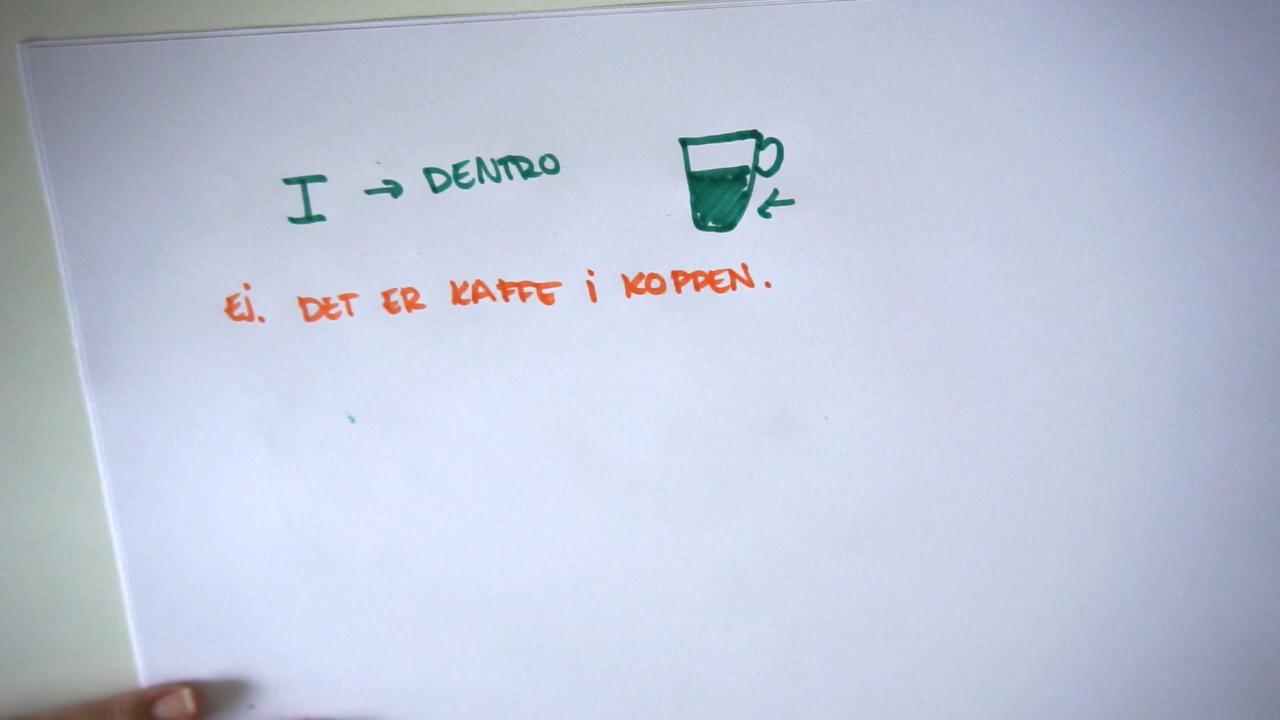 I → DENTRO
Ej. DET ER KAFFE i KOPPEN.